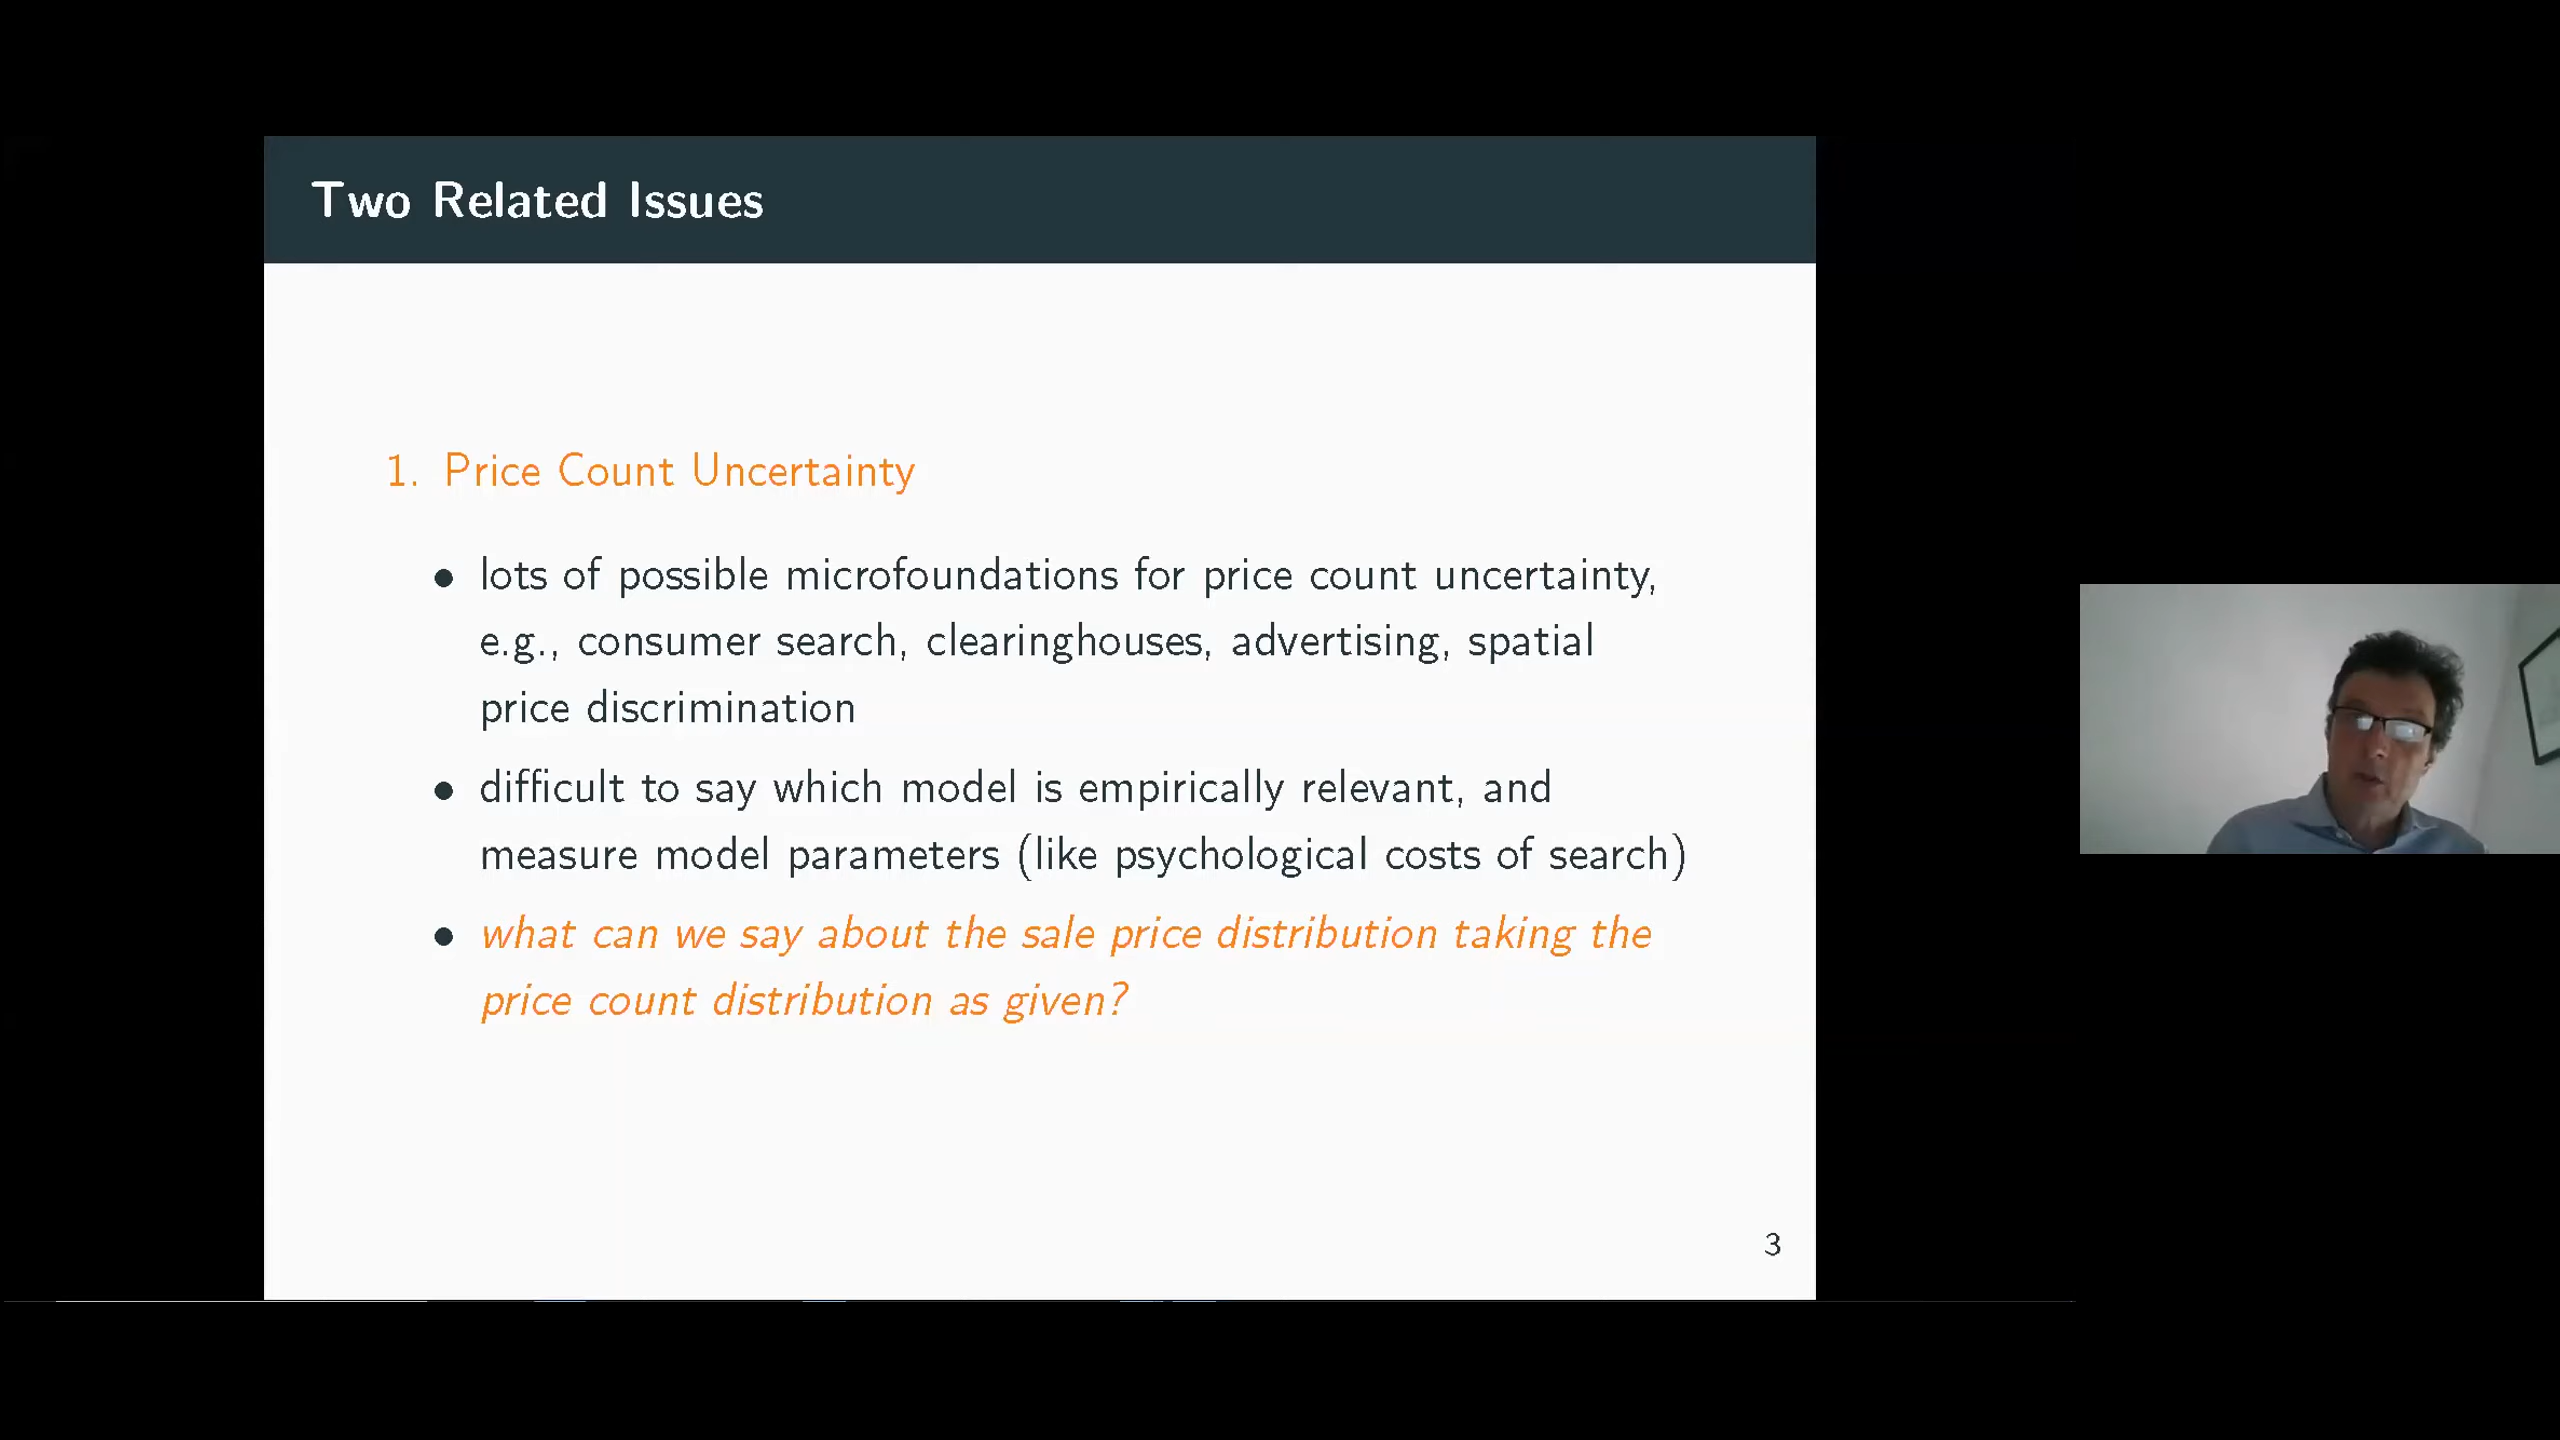 Two Related Issues
1. Price Count Uncertainty
• lots of possible microfoundations for price count uncertainty,
e.g., consumer search, clearinghouses, advertising, spatial
price discrimination
• difficult to say which model is empirically relevant, and
measure model parameters (like psychological costs of search)
• what can we say about the sale price distribution taking the
price count distribution as given?
3